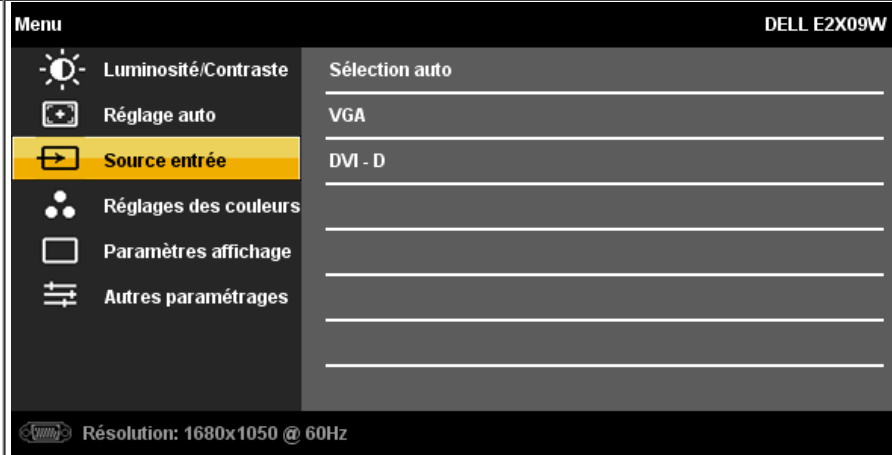 Menu DELL E2X09W
Luminosité/Contraste Sélection auto
Réglage auto VGA
Source entrée DVI - D
Réglages des couleurs
Paramètres affichage
Autres paramétrages
Résolution: 1680x1050 @ 60Hz